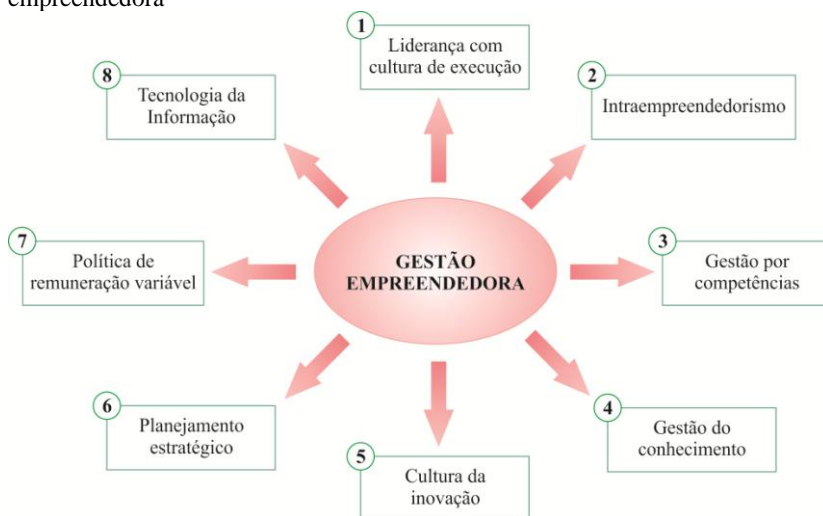 empreendedora
1
Liderança com
cultura de execução
2
Intraempreendedorismo
3
Gestão por
competências
4
Gestão do
conhecimento
5
Cultura da
inovação
6
Planejamento
estratégico
7
Política de
remuneração variável
8
Tecnologia da
Informação
GESTÃO
EMPREENDEDORA